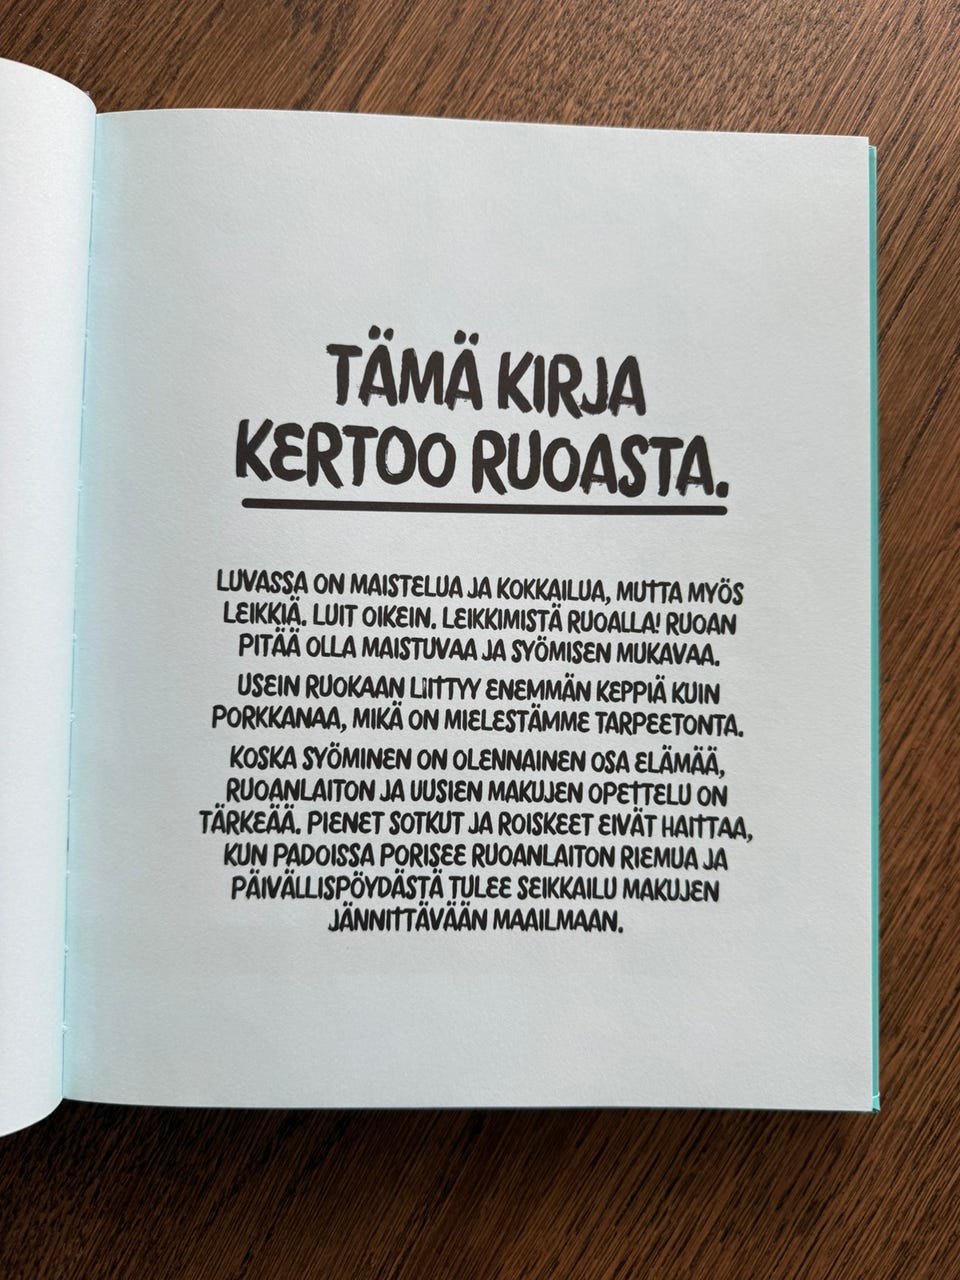 TÄMÄ KIRJA
KERTOO RUOASTA.
LUVASSA ON MAISTELUA JA KOKKAILUA, MUTTA MYÖS
LEIKKIÄ. LUIT OIKEIN. LEIKKIMISTÄ RUOALLA! RUOAN
PITÄÄ OLLA MAISTUVAA JA SYÖMISEN MUKAVAA.
USEIN RUOKAAN LIITTYY ENEMMÄN KEPPIÄ KUIN
PORKKANAA, MIKÄ ON MIELESTÄMME TARPEETONTA.
KOSKA SYÖMINEN ON OLENNAINEN OSA ELÄMÄÄ,
RUOANLAITON JA UUSIEN MAKUJEN OPETTELU ON
TÄRKEÄÄ. PIENET SOTKUT JA ROISKEET EIVÄT HAITTAA,
KUN PADOISSA PORISEE RUOANLAITON RIEMUA JA
PÄIVÄLLISPÖYDÄSTÄ TULEE SEIKKAILU MAKUJEN
JÄNNITTÄVÄÄN MAAILMAAN.